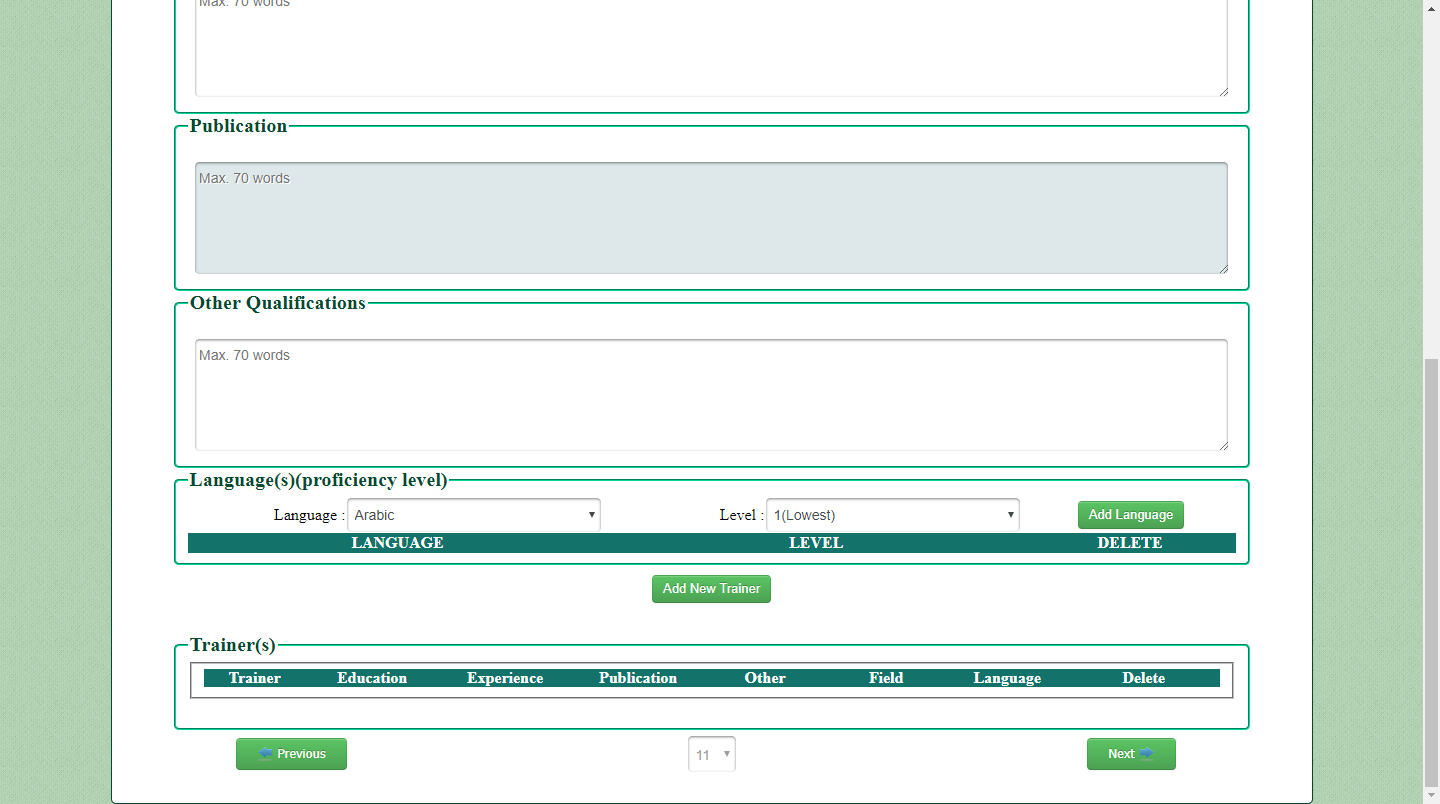 Max. 70 words
Publication
Max. 70 words
Other Qualifications
Max. 70 words
Language(s)(proficiency level)
Language : Arabic Level : 1(Lowest) Add Language
LANGUAGE LEVEL DELETE
Add New Trainer
Trainer(s)
Trainer Education Experience Publication Other Field Language Delete
Previous 11 Next